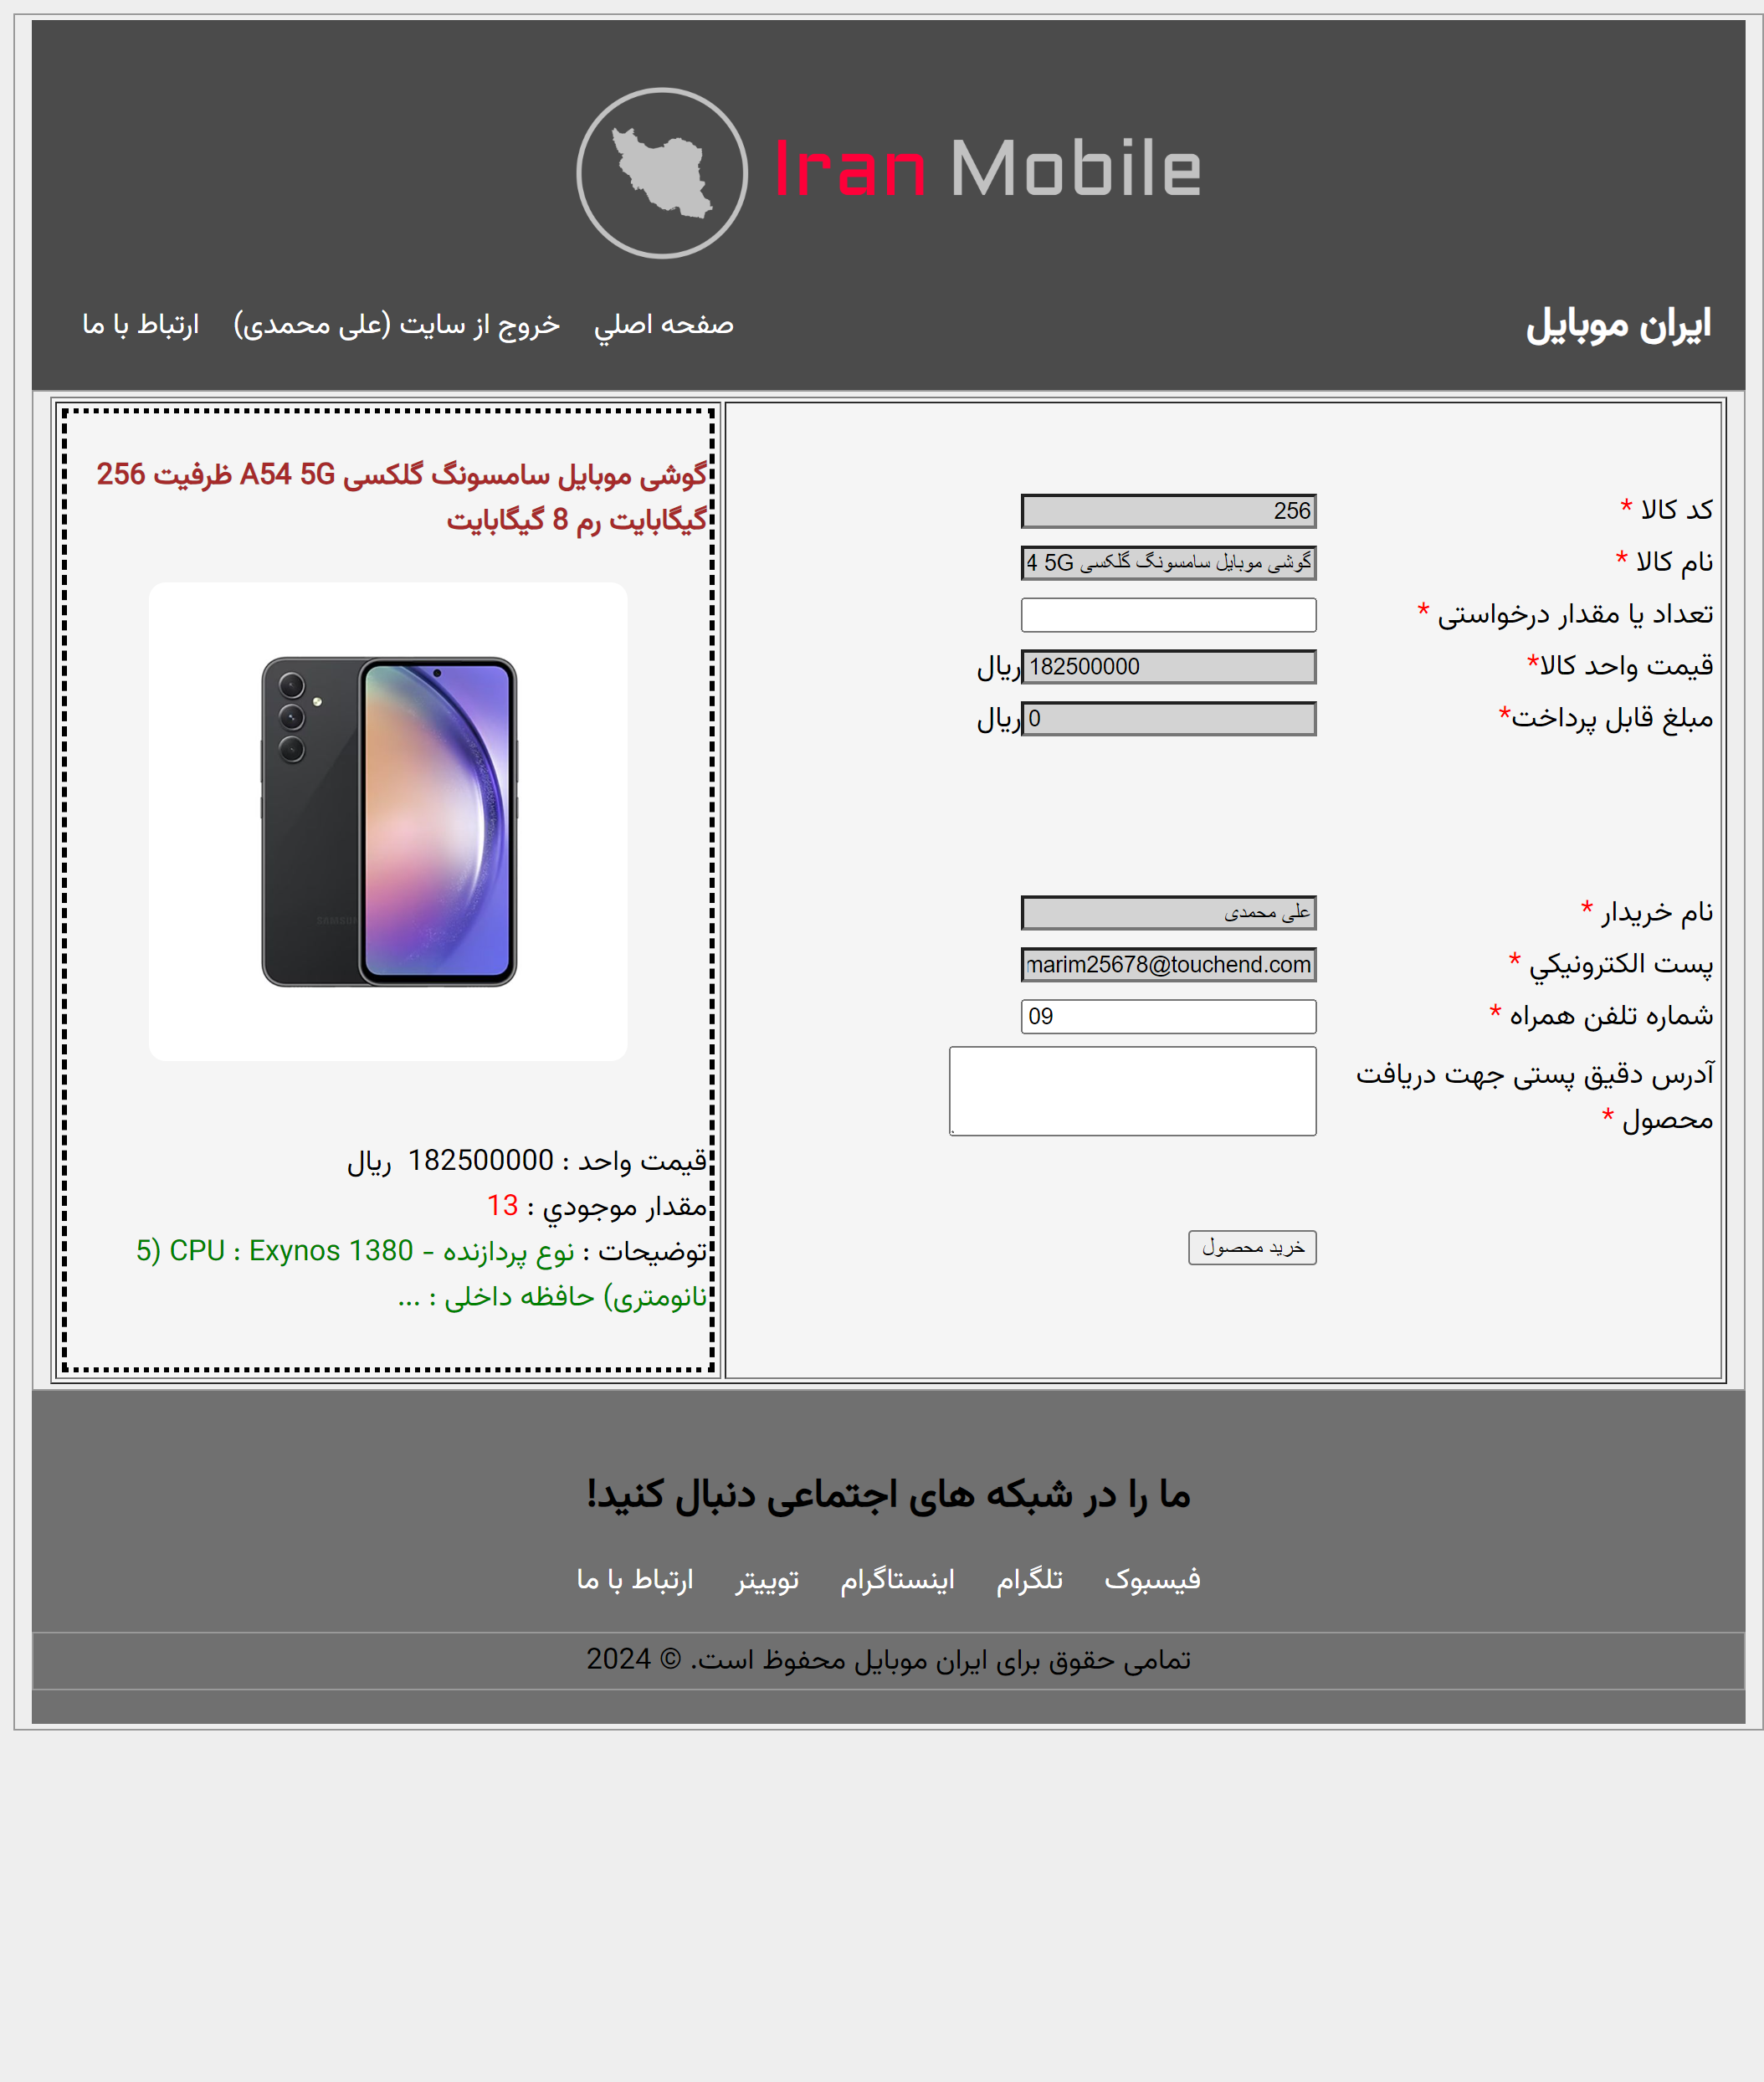 Iran Mobile
ایران موبایل
صفحه اصلي
خروج از سایت (علی محمدی)
ارتباط با ما
کد کالا *
256
نام کالا *
گوشی موبایل سامسونگ گلکسی 4 5G
تعداد یا مقدار درخواستی *
قیمت واحد کالا*
182500000
ریال
مبلغ قابل پرداخت*
0
ریال
نام خریدار *
علی محمدی
پست الکترونیکي *
marim25678@touchend.com
شماره تلفن همراه *
09
آدرس دقیق پستی جهت دریافت
محصول *
خرید محصول
گوشی موبایل سامسونگ گلکسی A54 5G ظرفیت 256
گیگابایت رم 8 گیگابایت
SAMSUN
قیمت واحد : 182500000 ریال
مقدار موجودي : 13
توضیحات : نوع پردازنده - CPU : Exynos 1380 (5
نانومتری) حافظه داخلی : ...
ما را در شبکه های اجتماعی دنبال کنید!
فیسبوک
تلگرام
اینستاگرام
توییتر
ارتباط با ما
تمامی حقوق برای ایران موبایل محفوظ است. © 2024